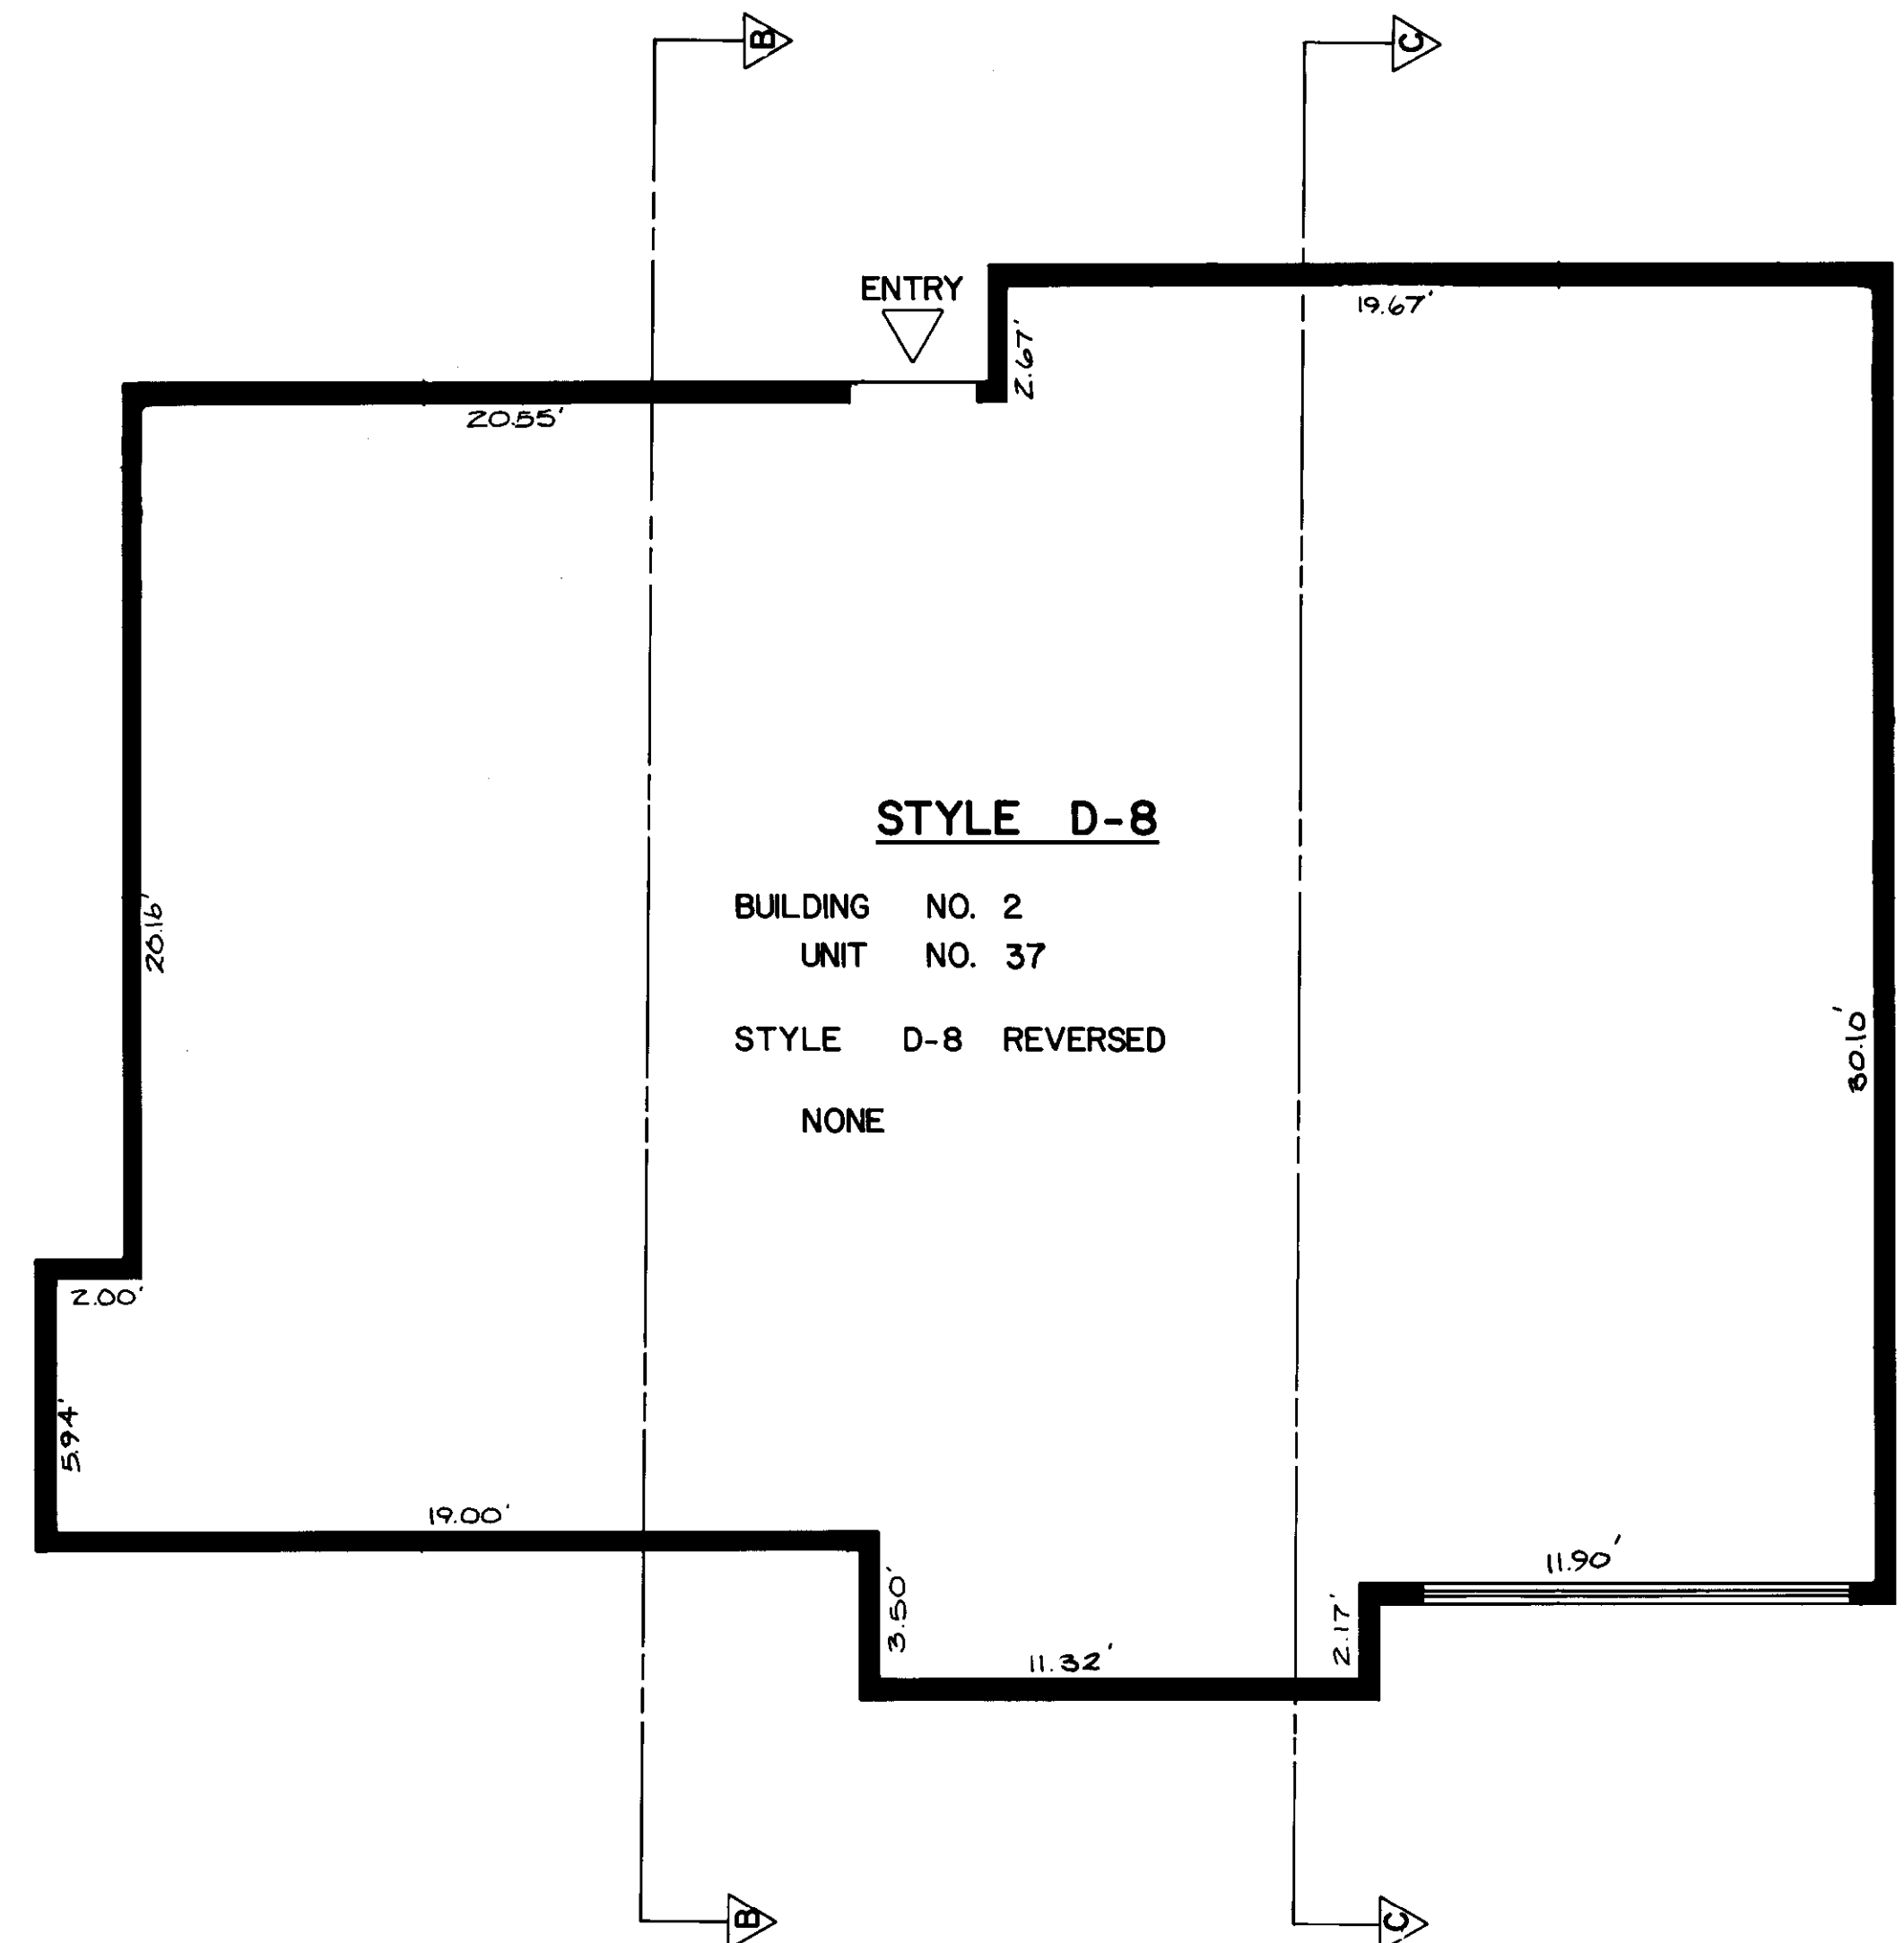 B
C
ENTRY
19.67'
2.67'
20.55'
STYLE D-8
BUILDING NO. 2
UNIT NO. 37
20.16'
STYLE D-8 REVERSED
30.10'
NONE
2.00'
5.94'
19.00'
11.90'
3.50'
2.17'
11.32'
B
C